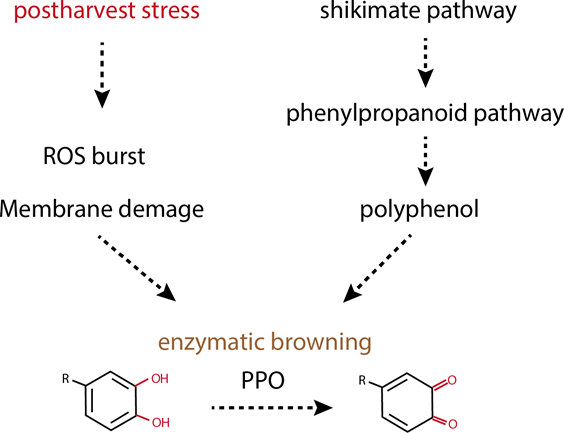 postharvest stress
shikimate pathway
phenylpropanoid pathway
ROS burst
Membrane demage
polyphenol
enzymatic browning
R
OH
OH
PPO
R
O
O